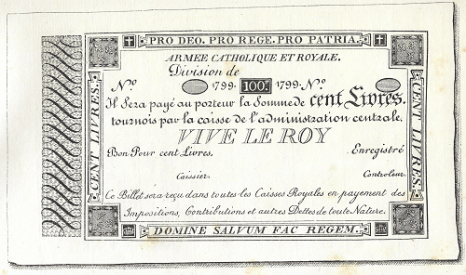 PRO DEO. PRO REGE. PRO PATRIA.
ARMEE CATHOLIQUE ET ROYALE.
Division de
Nº 1799. 100.# 1799. Nº
Il Sera payé au porteur la Somme de cent Livres.
tournois par la caisse de l'administration centrale.
VIVE LE ROY
Bon Pour cent Livres. Enregistré
Caissier. Controleur.
Ce Billet sera reçu dans toutes les Caisses Royales en payement des
Impositions, Contributions et autres Dettes de toute Nature.
DOMINE SALVUM FAC REGEM.
CENT LIVRES.
CENT LIVRES.